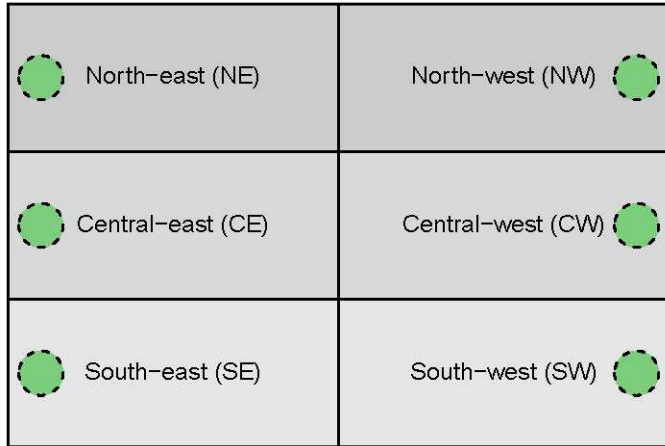 North-east (NE)
North-west (NW)
Central-east (CE)
Central-west (CW)
South-east (SE)
South-west (SW)